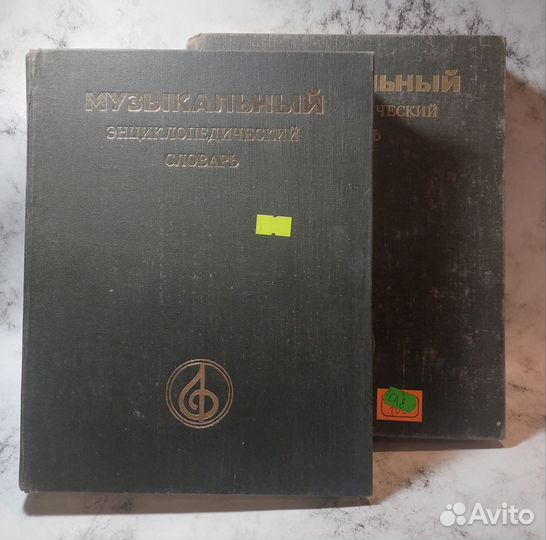 МУЗЫКАЛЬНЫЙ
ЭНЦИКЛОПЕДИЧЕСКИЙ
СЛОВАРЬ
ЛЬНЫЙ
ЧЕСКИЙ
Ь
Avito